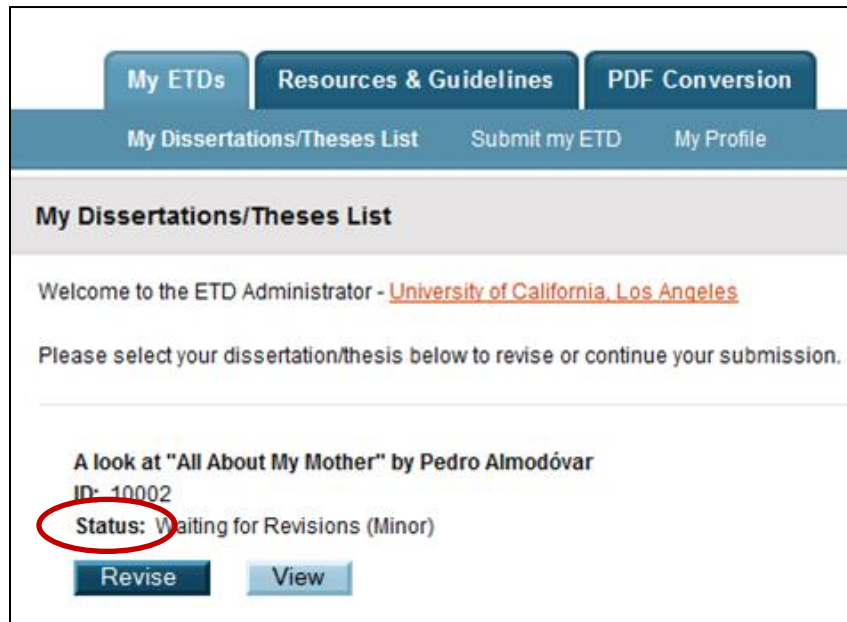 My ETDs Resources & Guidelines PDF Conversion
My Dissertations/Theses List Submit my ETD My Profile
My Dissertations/Theses List
Welcome to the ETD Administrator - University of California, Los Angeles
Please select your dissertation/thesis below to revise or continue your submission.
A look at "All About My Mother" by Pedro Almodóvar
ID: 10002
Status: Waiting for Revisions (Minor)
Revise View